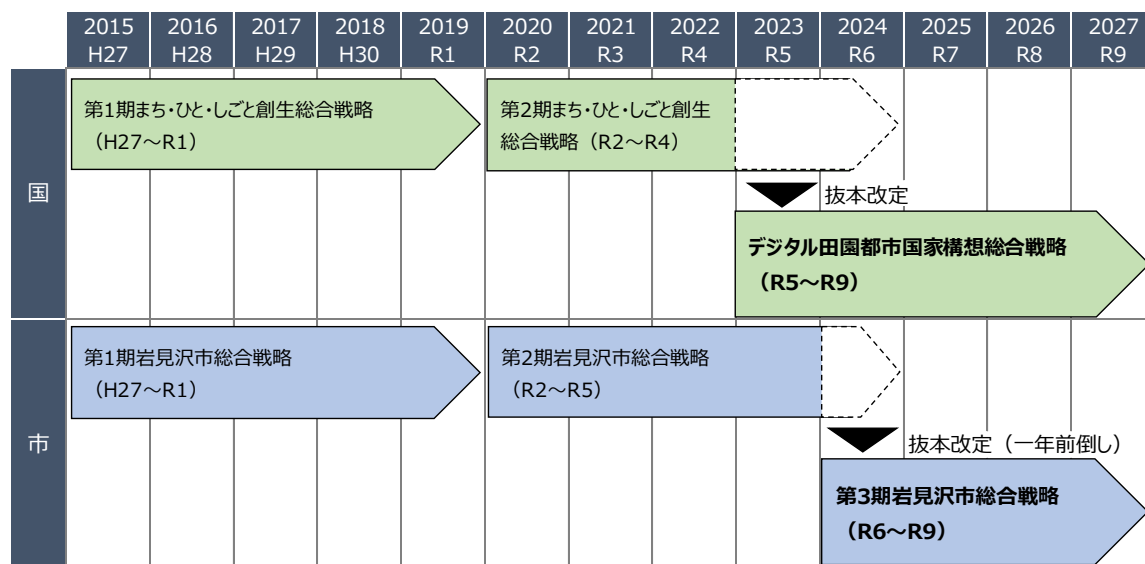 2015 2016 2017 2018 2019 2020 2021 2022 2023 2024 2025 2026 2027
H27 H28 H29 H30 R1 R2 R3 R4 R5 R6 R7 R8 R9
国
第1期まち・ひと・しごと創生総合戦略
（H27～R1）
第2期まち・ひと・しごと創生
総合戦略（R2～R4）
抜本改定
デジタル田園都市国家構想総合戦略
（R5～R9）
市
第1期岩見沢市総合戦略
（H27～R1）
第2期岩見沢市総合戦略
（R2～R5）
抜本改定（一年前倒し）
第3期岩見沢市総合戦略
（R6～R9）